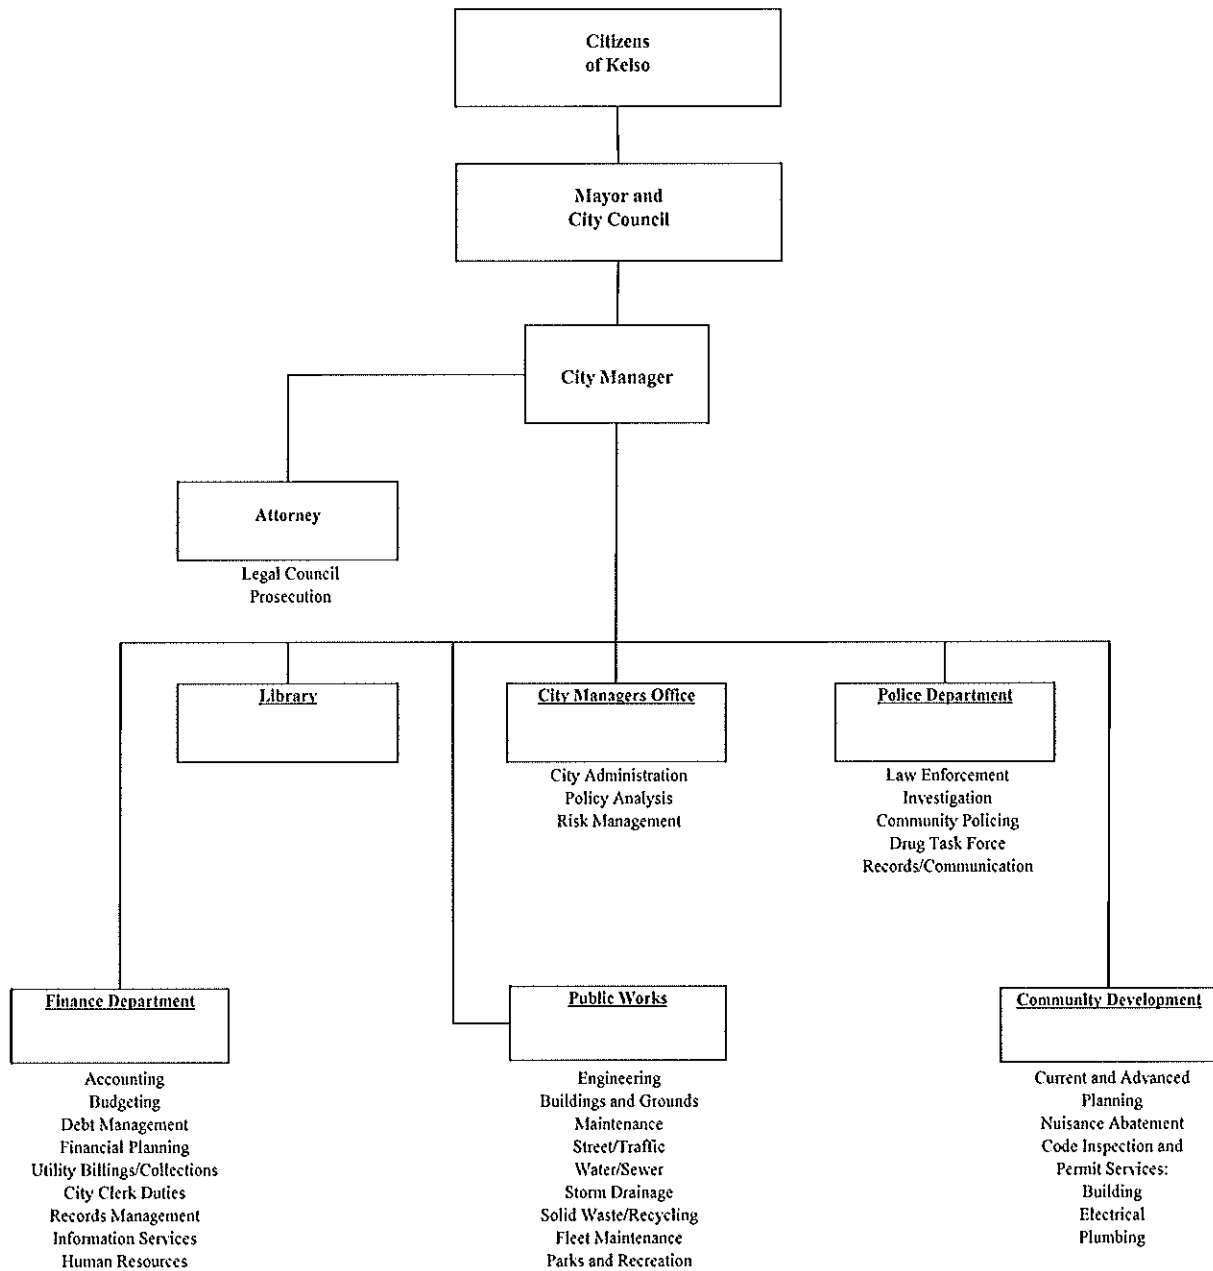 Citizens
of Kelso
Mayor and
City Council
City Manager
Attorney
Legal Council
Prosecution
Library
City Managers Office
City Administration
Policy Analysis
Risk Management
Police Department
Law Enforcement
Investigation
Community Policing
Drug Task Force
Records/Communication
Finance Department
Accounting
Budgeting
Debt Management
Financial Planning
Utility Billings/Collections
City Clerk Duties
Records Management
Information Services
Human Resources
Public Works
Engineering
Buildings and Grounds
Maintenance
Street/Traffic
Water/Sewer
Storm Drainage
Solid Waste/Recycling
Fleet Maintenance
Parks and Recreation
Community Development
Current and Advanced
Planning
Nuisance Abatement
Code Inspection and
Permit Services:
Building
Electrical
Plumbing